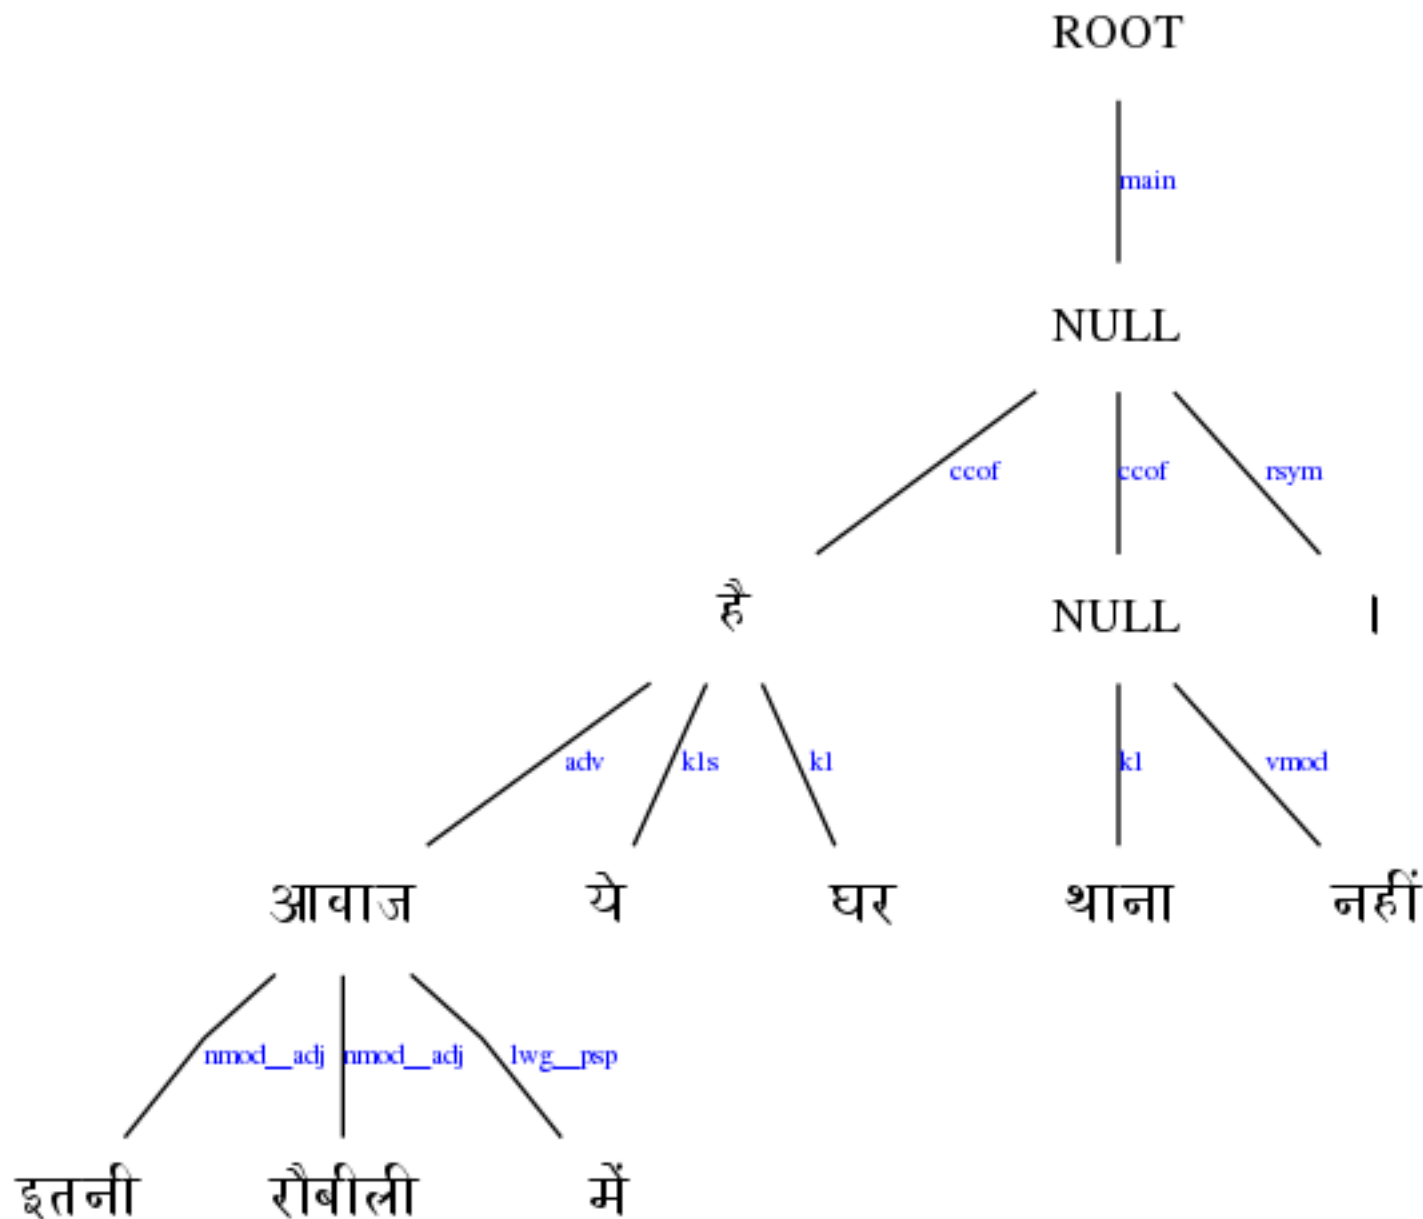 ROOT
main
NULL
ccof ccof rsym
है NULL ।
adv k1s k1 k1 vmod
आवाज ये घर थाना नहीं
nmod__adj nmod__adj lwg__psp
इतनी रौबीली में